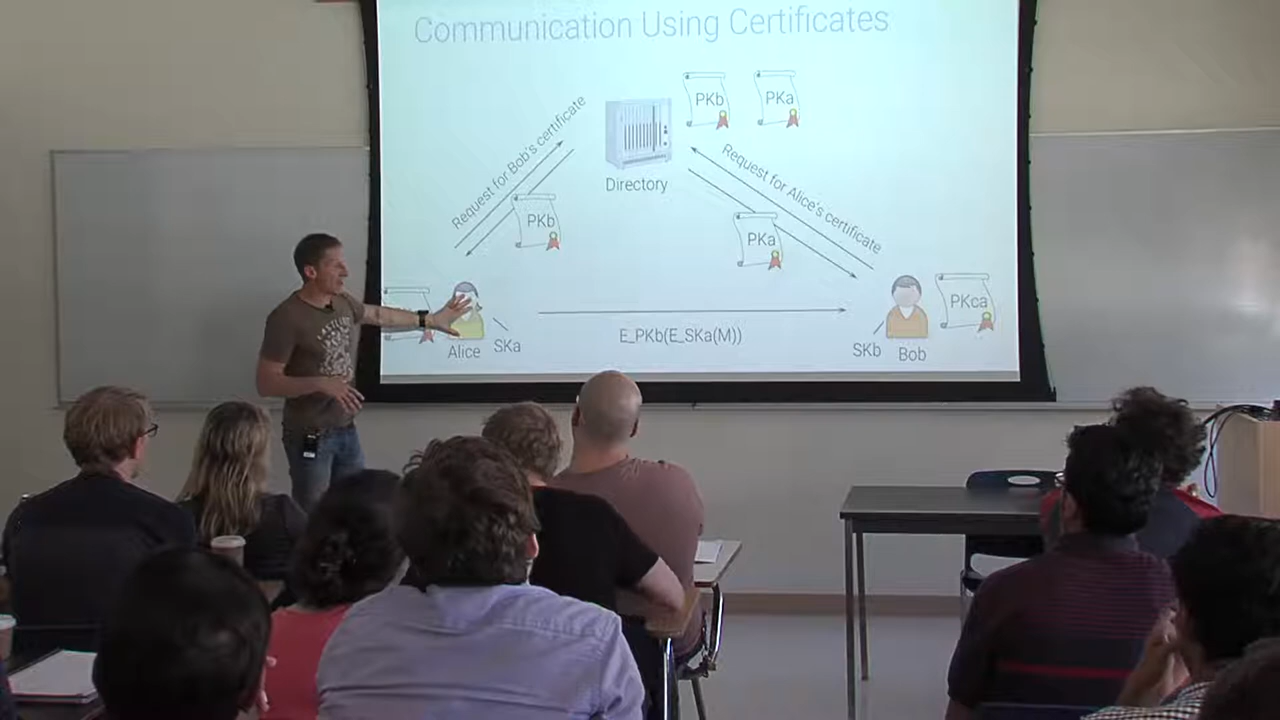 Communication Using Certificates
PKb
PKa
Request for Bob's certificate
Directory
Request for Alice's certificate
PKb
PKa
PKca
Alice
SKa
E_PKb(E_SKa(M))
SKb
Bob